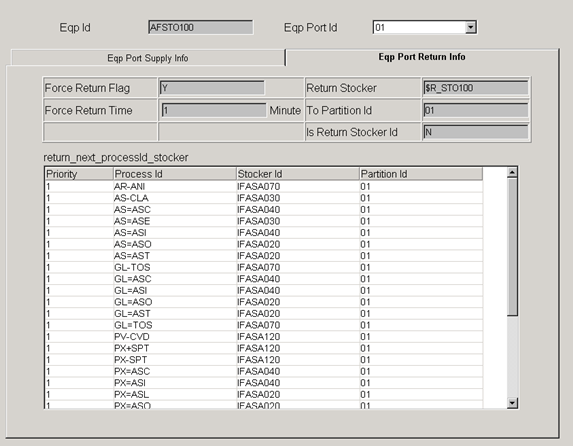 Eqp Id AFSTO100 Eqp Port Id 01
Eqp Port Supply Info Eqp Port Return Info
Force Return Flag Y Return Stocker $R_STO100
Force Return Time 1 Minute To Partition Id 01
Is Return Stocker Id N
return_next_processId_stocker
Priority Process Id Stocker Id Partition Id
1 AR-ANI IFASA070 01
1 AS-CLA IFASA030 01
1 AS=ASC IFASA040 01
1 AS=ASE IFASA030 01
1 AS=ASI IFASA040 01
1 AS=ASO IFASA020 01
1 AS=AST IFASA020 01
1 GL-TOS IFASA070 01
1 GL=ASC IFASA040 01
1 GL=ASI IFASA040 01
1 GL=ASO IFASA020 01
1 GL=AST IFASA020 01
1 GL=TOS IFASA070 01
1 PV-CVD IFASA120 01
1 PX+SPT IFASA120 01
1 PX-SPT IFASA120 01
1 PX=ASC IFASA040 01
1 PX=ASI IFASA040 01
1 PX=ASL IFASA020 01
1 PX=ASO IFASA020 01